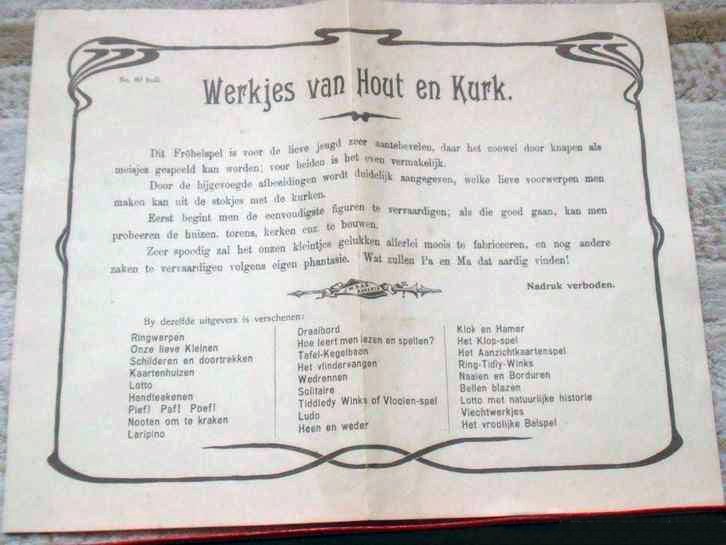 Werkjes van Hout en Kurk.
Dit Fröbelspel is voor de lieve jeugd zeer aantebevelen, daar het zoowel door knapen als
meisjes gespeeld kan worden; voor beiden is het even vermakelijk.
Door de bijgevoegde afbeeldingen wordt duidelijk aangegeven, welke lieve voorwerpen men
maken kan uit de stokjes met de kurken.
Eerst begint men de eenvoudigste figuren te vervaardigen; als die goed gaan, kan men
probeeren de huizen, torens, kerken enz. te bouwen.
Zeer spoedig zal het onzen kleintjes gelukken allerlei moois te fabriceeren, en nog andere
zaken te vervaardigen volgens eigen phantasie. Wat zullen Pa en Ma dat aardig vinden!
Nadruk verboden.
By dezelfde uitgevers is verschenen:
Ringwerpen
Onze lieve Kleinen
Schilderen en doortrekken
Kaartenhuizen
Lotto
Handteekenen
Pief! Paf! Poef!
Nooten om te kraken
Laripino
Draaibord
Hoe leert men lezen en spellen?
Tafel-Kegelbaan
Het vlindervangen
Wedrennen
Solitaire
Tiddledy Winks of Vlooien-spel
Ludo
Heen en weder
Klok en Hamer
Het Klop-spel
Het Aanzichtkaartenspel
Ring-Tidly-Winks
Naaien en Borduren
Bellen blazen
Lotto met natuurlijke historie
Vlechtwerkjes
Het vroolijke Balspel